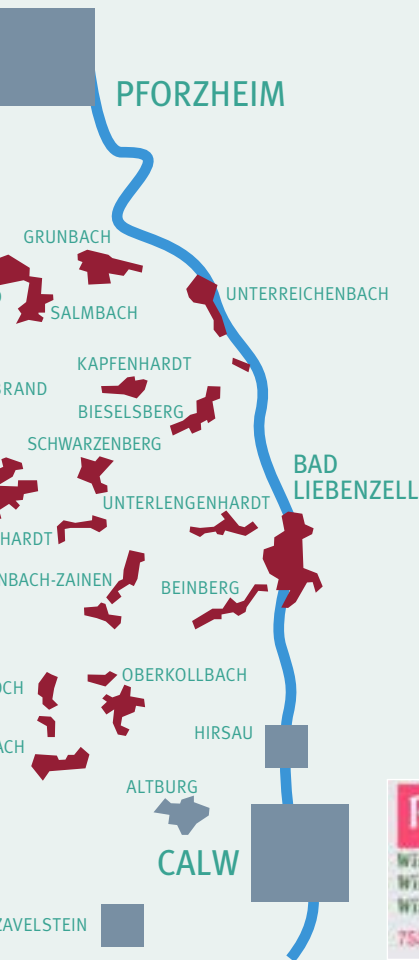 PFORZHEIM
GRUNBACH
UNTERREICHENBACH
SALMBACH
KAPFENHARDT
BRAND
BIESELSBERG
SCHWARZENBERG
BAD
LIEBENZELL
UNTERLENGENHARDT
HARDT
NBACH-ZAINEN
BEINBERG
OBERKOLLBACH
OCH
HIRSAU
ACH
ALTBURG
CALW
ZAVELSTEIN